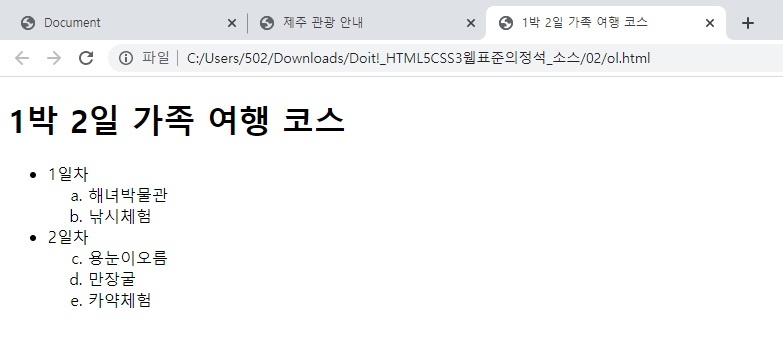 Document
제주 관광 안내
1박 2일 가족 여행 코스
파일
C:/Users/502/Downloads/Doit!_HTML5CSS3웹표준의정석_소스/02/ol.html
1박 2일 가족 여행 코스
• 1일차
a. 해녀박물관
b. 낚시체험
• 2일차
c. 용눈이오름
d. 만장굴
e. 카약체험